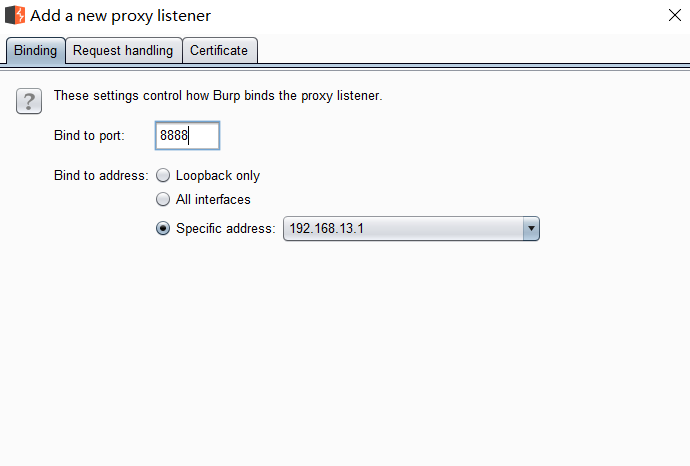 Add a new proxy listener
Binding Request handling Certificate
? These settings control how Burp binds the proxy listener.
Bind to port: 8888
Bind to address: Loopback only
All interfaces
Specific address: 192.168.13.1